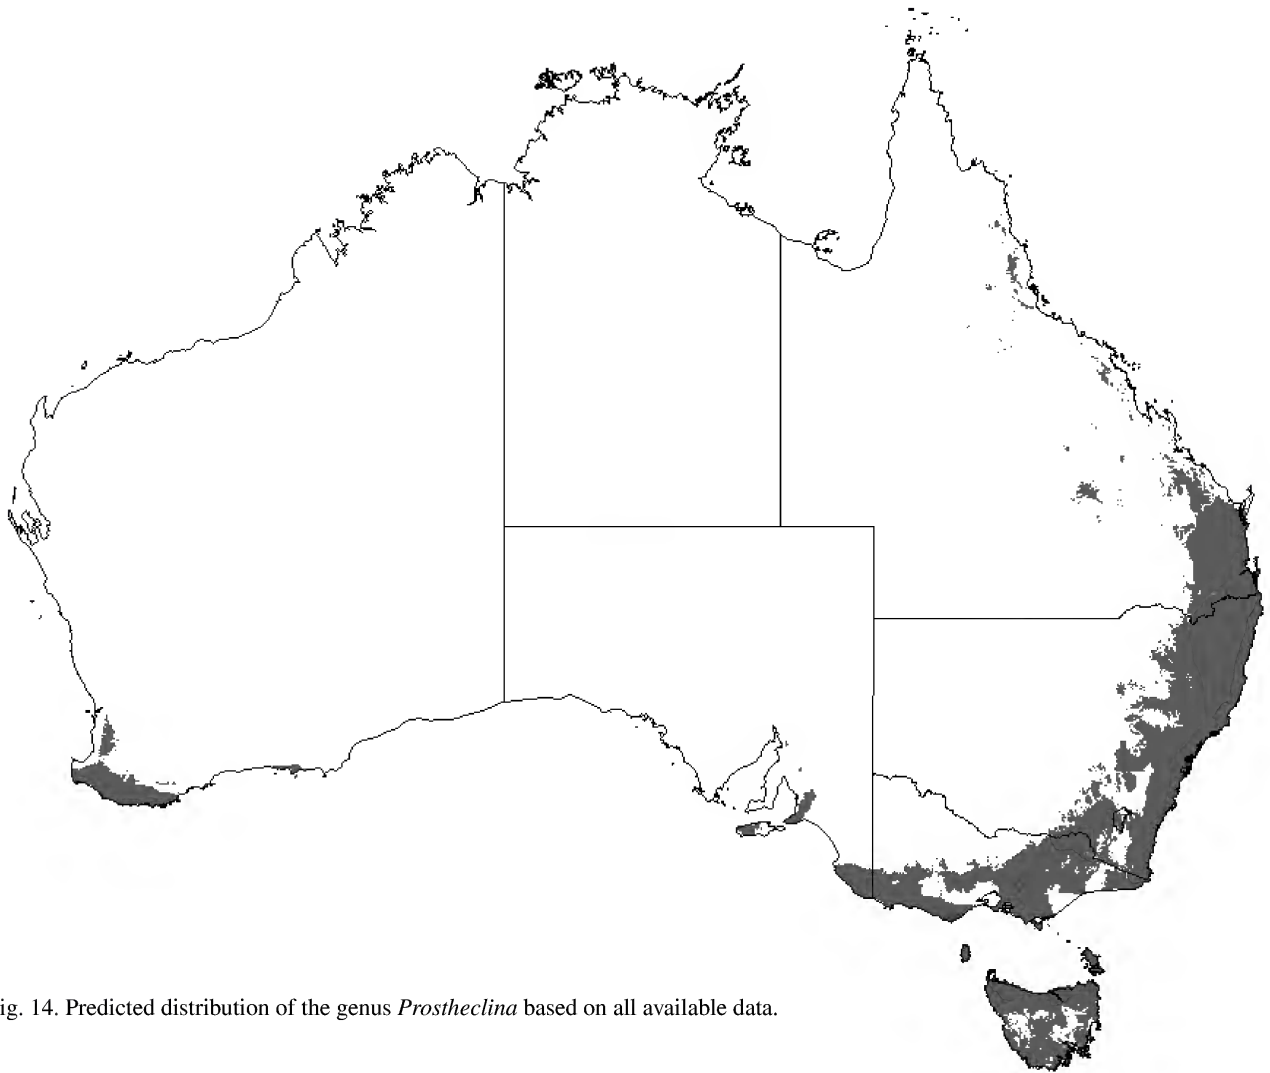 ig. 14. Predicted distribution of the genus Prostheclina based on all available data.